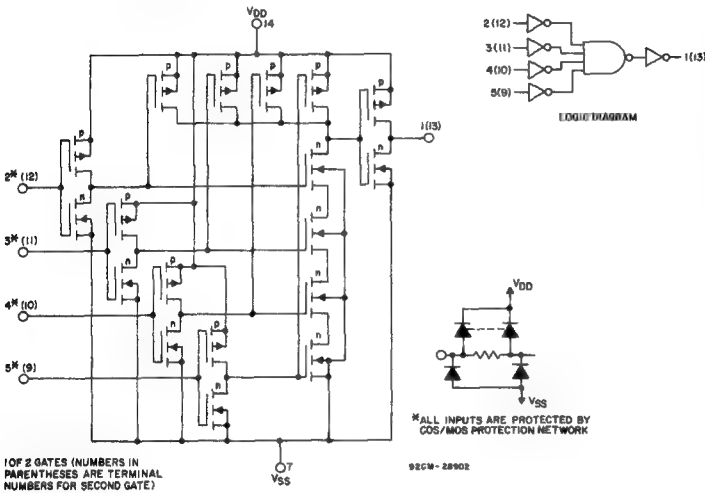 VDD
14
p
p
p
p
p
p
1(13)
n
n
2* (12)
n
p
n
3* (11)
n
p
n
4* (10)
n
p
n
5* (9)
n
7
VSS
1 OF 2 GATES (NUMBERS IN
PARENTHESES ARE TERMINAL
NUMBERS FOR SECOND GATE)
2(12)
3(11)
4(10)
5(9)
1(13)
LOGIC DIAGRAM
VDD
VSS
*ALL INPUTS ARE PROTECTED BY
COS/MOS PROTECTION NETWORK
92CM-28902